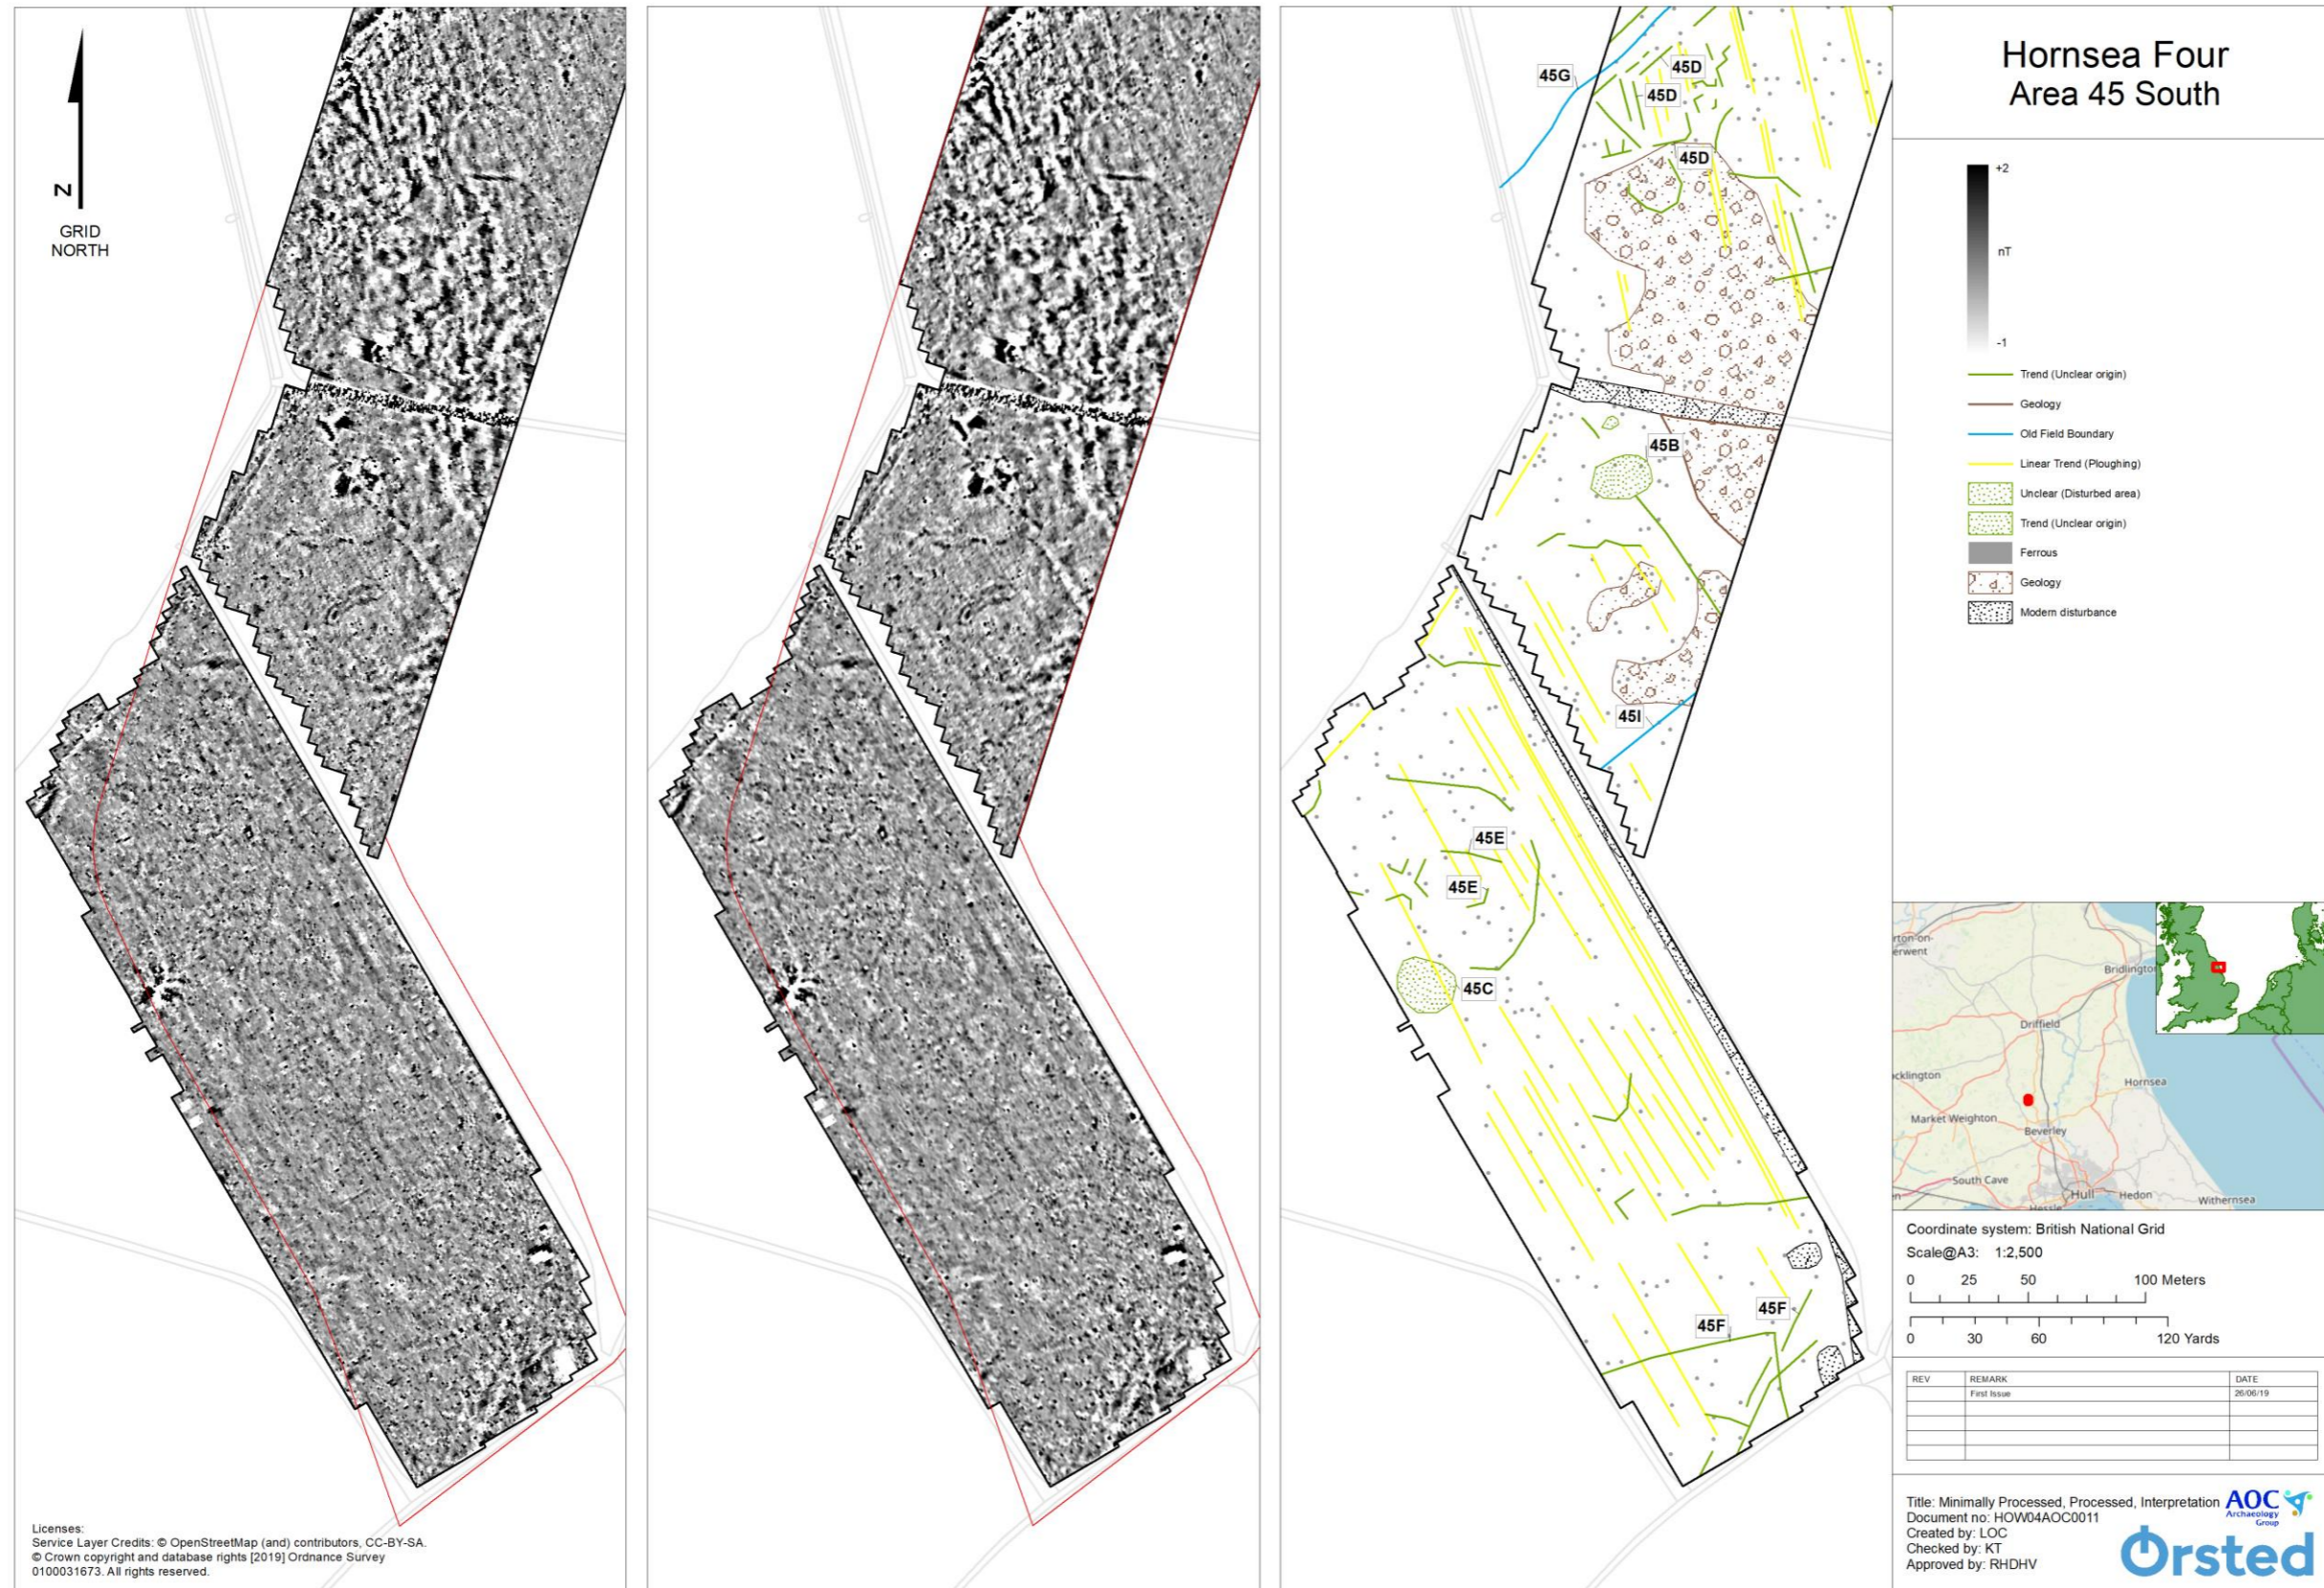 Z
GRID
NORTH
Licenses:
Service Layer Credits: © OpenStreetMap (and) contributors, CC-BY-SA.
© Crown copyright and database rights [2019] Ordnance Survey
0100031673. All rights reserved.
45G
45D
45D
45D
45B
45I
45E
45E
45C
45F
45F
Hornsea Four
Area 45 South
+2
nT
-1
Trend (Unclear origin)
Geology
Old Field Boundary
Linear Trend (Ploughing)
Unclear (Disturbed area)
Trend (Unclear origin)
Ferrous
Geology
Modern disturbance
rton-on-
erwent
Bridlington
Driffield
cklington
Hornsea
Market Weighton
Beverley
South Cave
Hull Hedon
Withernsea
Hessle
Coordinate system: British National Grid
Scale@A3: 1:2,500
0 25 50 100 Meters
0 30 60 120 Yards
REV REMARK DATE
First Issue 26/06/19
Title: Minimally Processed, Processed, Interpretation
Document no: HOW04AOC0011
Created by: LOC
Checked by: KT
Approved by: RHDHV
AOC
Archaeology
Group
Orsted